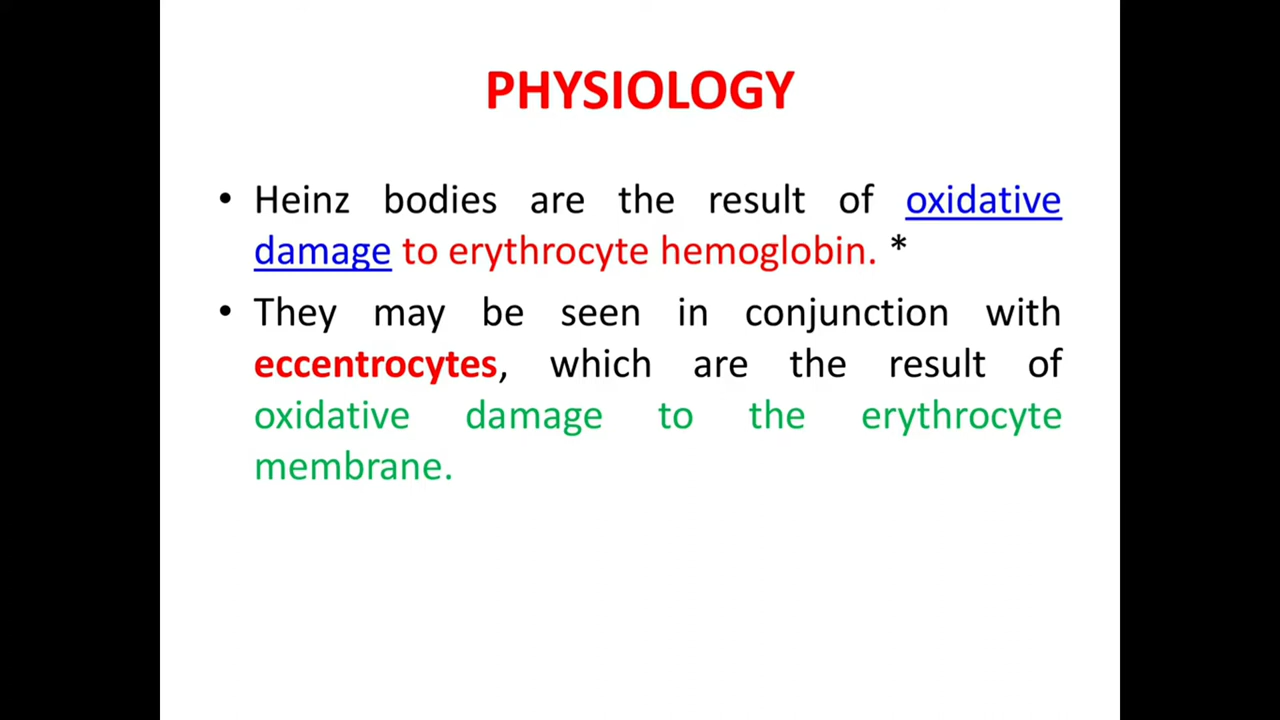 PHYSIOLOGY
• Heinz bodies are the result of oxidative
damage to erythrocyte hemoglobin. *
• They may be seen in conjunction with
eccentrocytes, which are the result of
oxidative damage to the erythrocyte
membrane.